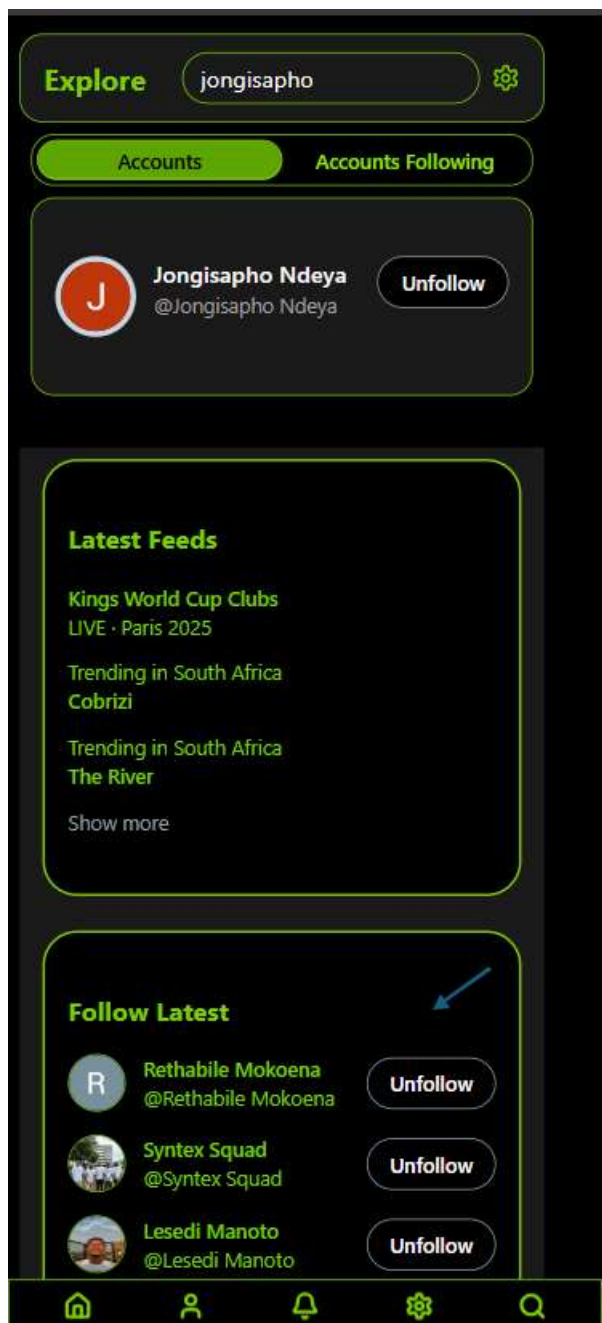 Explore
jongisapho
Accounts
Accounts Following
J
Jongisapho Ndeya
@Jongisapho Ndeya
Unfollow
Latest Feeds
Kings World Cup Clubs
LIVE · Paris 2025
Trending in South Africa
Cobrizi
Trending in South Africa
The River
Show more
Follow Latest
R
Rethabile Mokoena
@Rethabile Mokoena
Unfollow
Syntex Squad
@Syntex Squad
Unfollow
Lesedi Manoto
@Lesedi Manoto
Unfollow